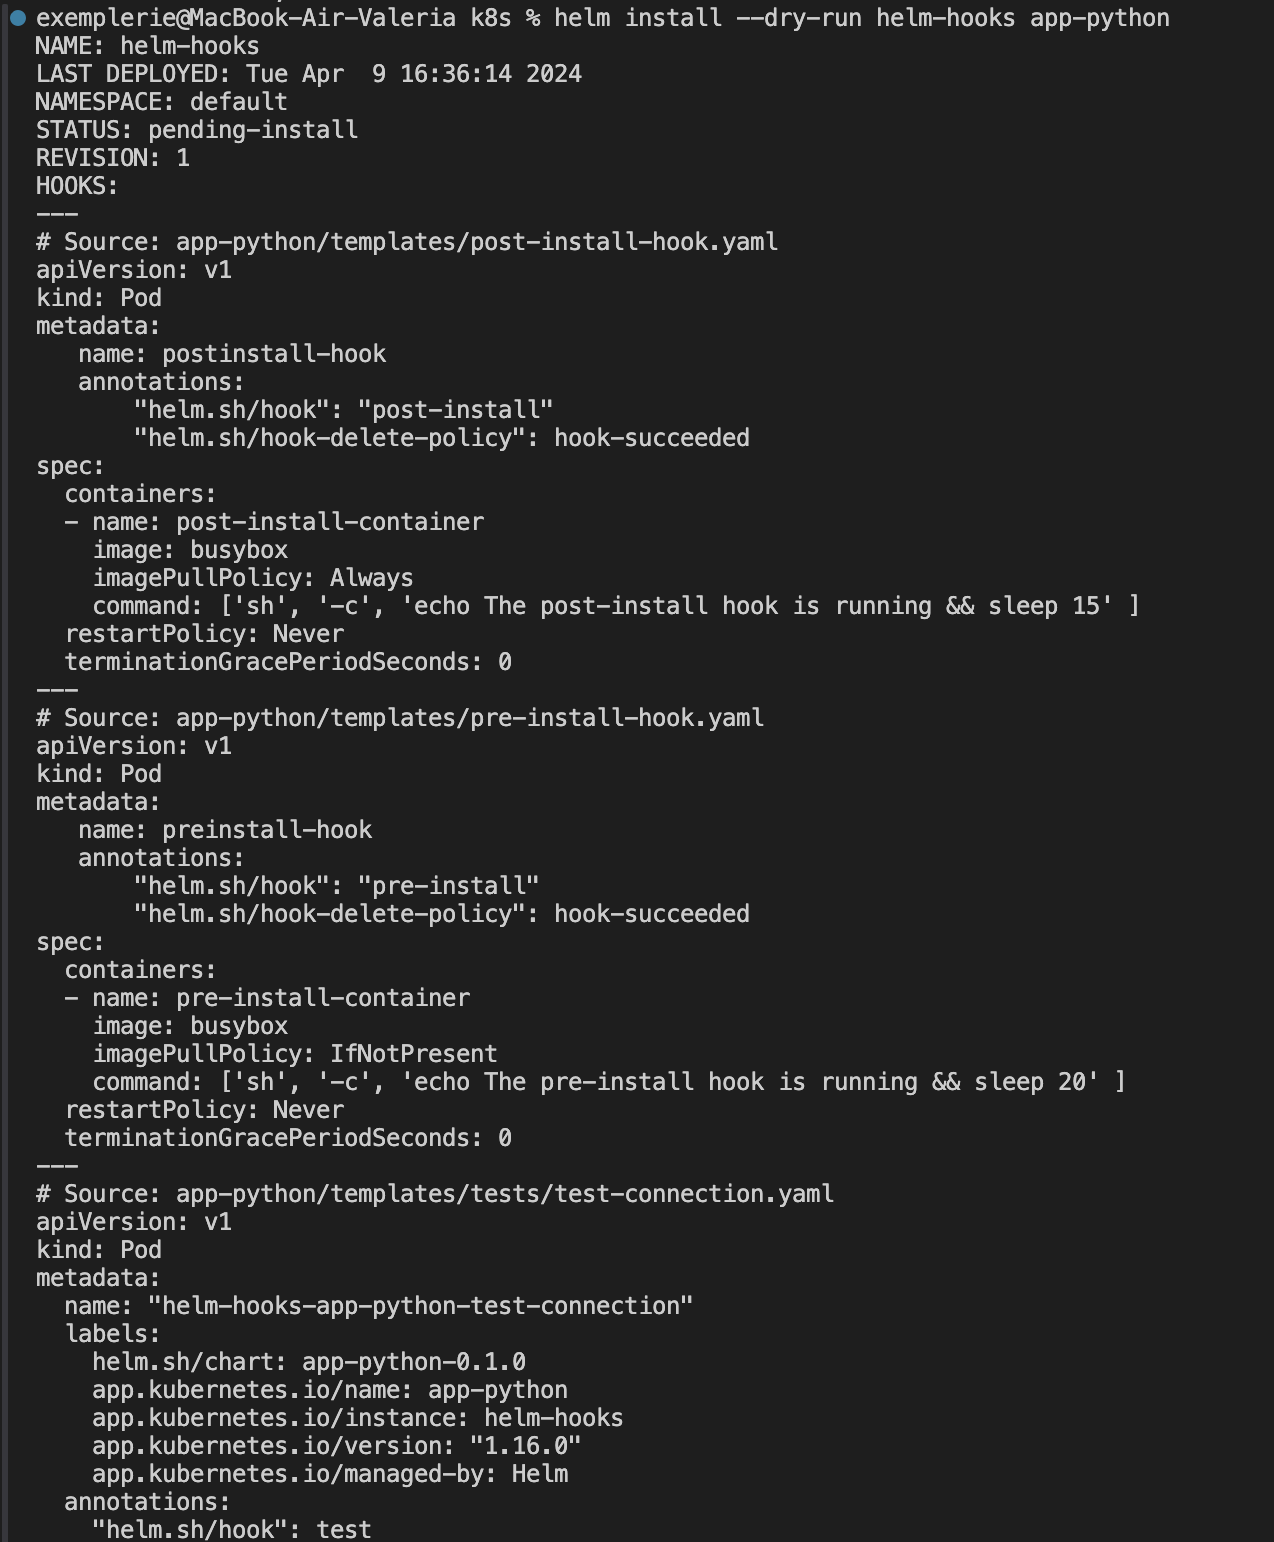 exemplerie@MacBook-Air-Valeria k8s % helm install --dry-run helm-hooks app-python
NAME: helm-hooks
LAST DEPLOYED: Tue Apr  9 16:36:14 2024
NAMESPACE: default
STATUS: pending-install
REVISION: 1
HOOKS:
---
# Source: app-python/templates/post-install-hook.yaml
apiVersion: v1
kind: Pod
metadata:
   name: postinstall-hook
   annotations:
       "helm.sh/hook": "post-install"
       "helm.sh/hook-delete-policy": hook-succeeded
spec:
  containers:
  - name: post-install-container
    image: busybox
    imagePullPolicy: Always
    command: ['sh', '-c', 'echo The post-install hook is running && sleep 15' ]
  restartPolicy: Never
  terminationGracePeriodSeconds: 0
---
# Source: app-python/templates/pre-install-hook.yaml
apiVersion: v1
kind: Pod
metadata:
   name: preinstall-hook
   annotations:
       "helm.sh/hook": "pre-install"
       "helm.sh/hook-delete-policy": hook-succeeded
spec:
  containers:
  - name: pre-install-container
    image: busybox
    imagePullPolicy: IfNotPresent
    command: ['sh', '-c', 'echo The pre-install hook is running && sleep 20' ]
  restartPolicy: Never
  terminationGracePeriodSeconds: 0
---
# Source: app-python/templates/tests/test-connection.yaml
apiVersion: v1
kind: Pod
metadata:
  name: "helm-hooks-app-python-test-connection"
  labels:
    helm.sh/chart: app-python-0.1.0
    app.kubernetes.io/name: app-python
    app.kubernetes.io/instance: helm-hooks
    app.kubernetes.io/version: "1.16.0"
    app.kubernetes.io/managed-by: Helm
  annotations:
    "helm.sh/hook": test